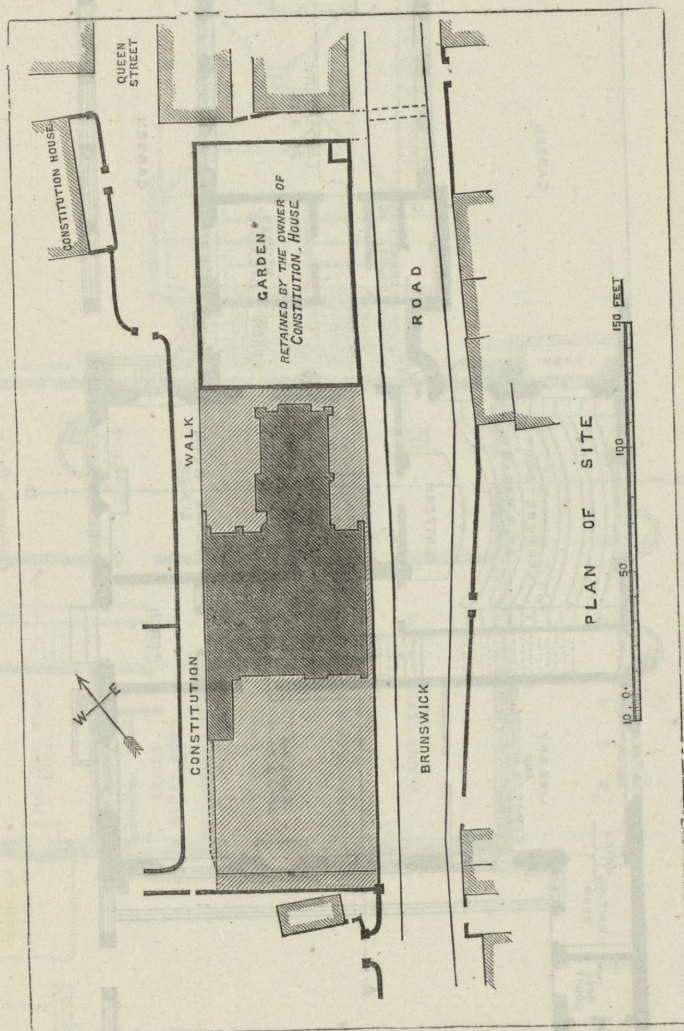 QUEEN
STREET
CONSTITUTION HOUSE
GARDEN
RETAINED BY THE OWNER OF
CONSTITUTION HOUSE
CONSTITUTION WALK
BRUNSWICK ROAD
W E
PLAN OF SITE
10 0 50 100 150 FEET